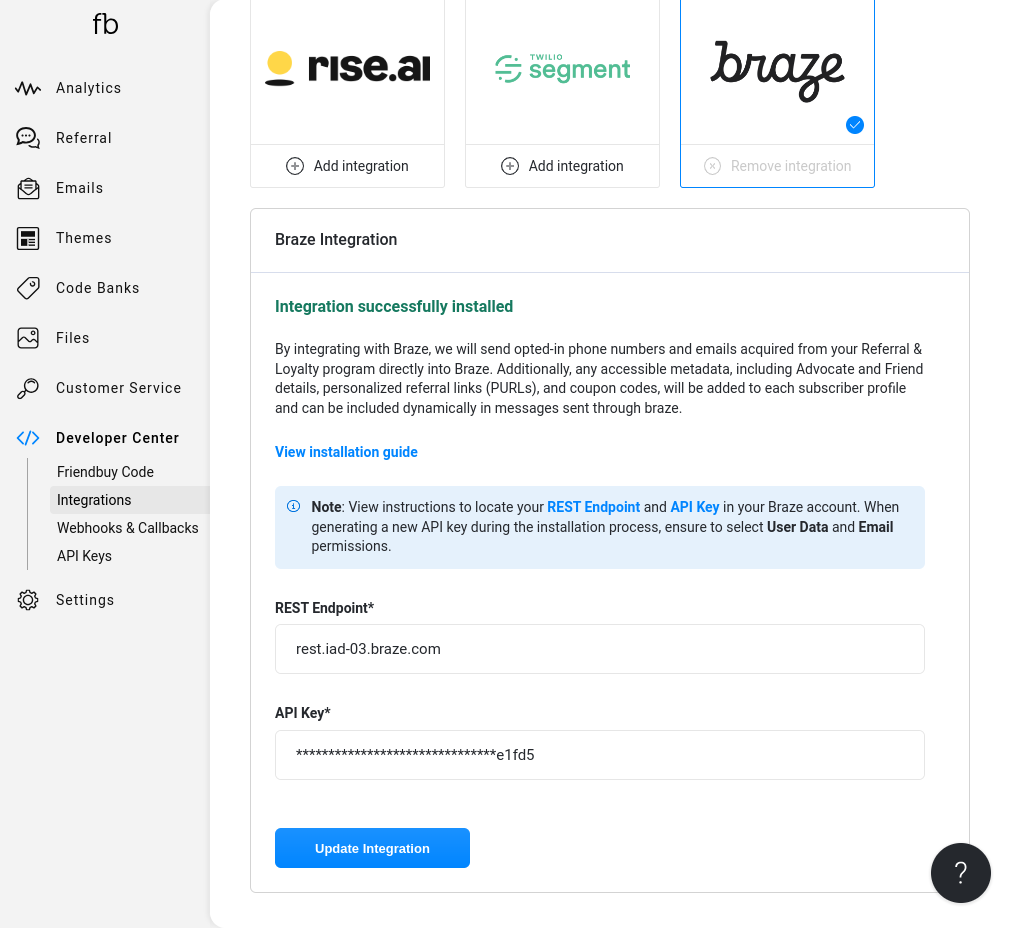 fb
Analytics
Referral
Emails
Themes
Code Banks
Files
Customer Service
Developer Center
Friendbuy Code
Integrations
Webhooks & Callbacks
API Keys
Settings
rise.ai
Add integration
TWILIO
segment
Add integration
braze
Remove integration
Braze Integration
Integration successfully installed
By integrating with Braze, we will send opted-in phone numbers and emails acquired from your Referral &
Loyalty program directly into Braze. Additionally, any accessible metadata, including Advocate and Friend
details, personalized referral links (PURLs), and coupon codes, will be added to each subscriber profile
and can be included dynamically in messages sent through braze.
View installation guide
Note: View instructions to locate your REST Endpoint and API Key in your Braze account. When
generating a new API key during the installation process, ensure to select User Data and Email
permissions.
REST Endpoint*
rest.iad-03.braze.com
API Key*
*******************************e1fd5
Update Integration
?